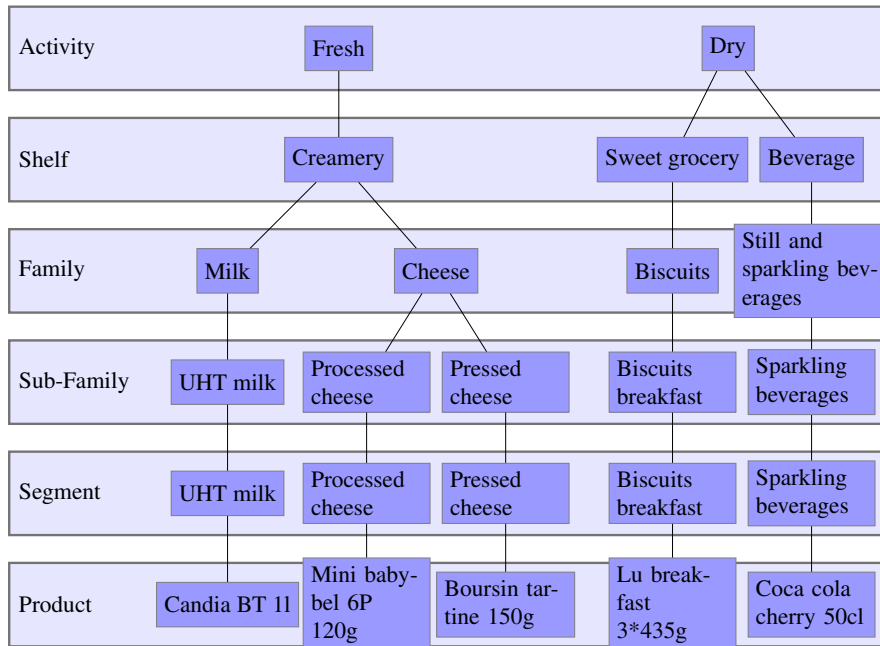 Activity
Fresh
Dry
Shelf
Creamery
Sweet grocery
Beverage
Family
Milk
Cheese
Biscuits
Still and
sparkling bev-
erages
Sub-Family
UHT milk
Processed
cheese
Pressed
cheese
Biscuits
breakfast
Sparkling
beverages
Segment
UHT milk
Processed
cheese
Pressed
cheese
Biscuits
breakfast
Sparkling
beverages
Product
Candia BT 1l
Mini baby-
bel 6P
120g
Boursin tar-
tine 150g
Lu break-
fast
3*435g
Coca cola
cherry 50cl